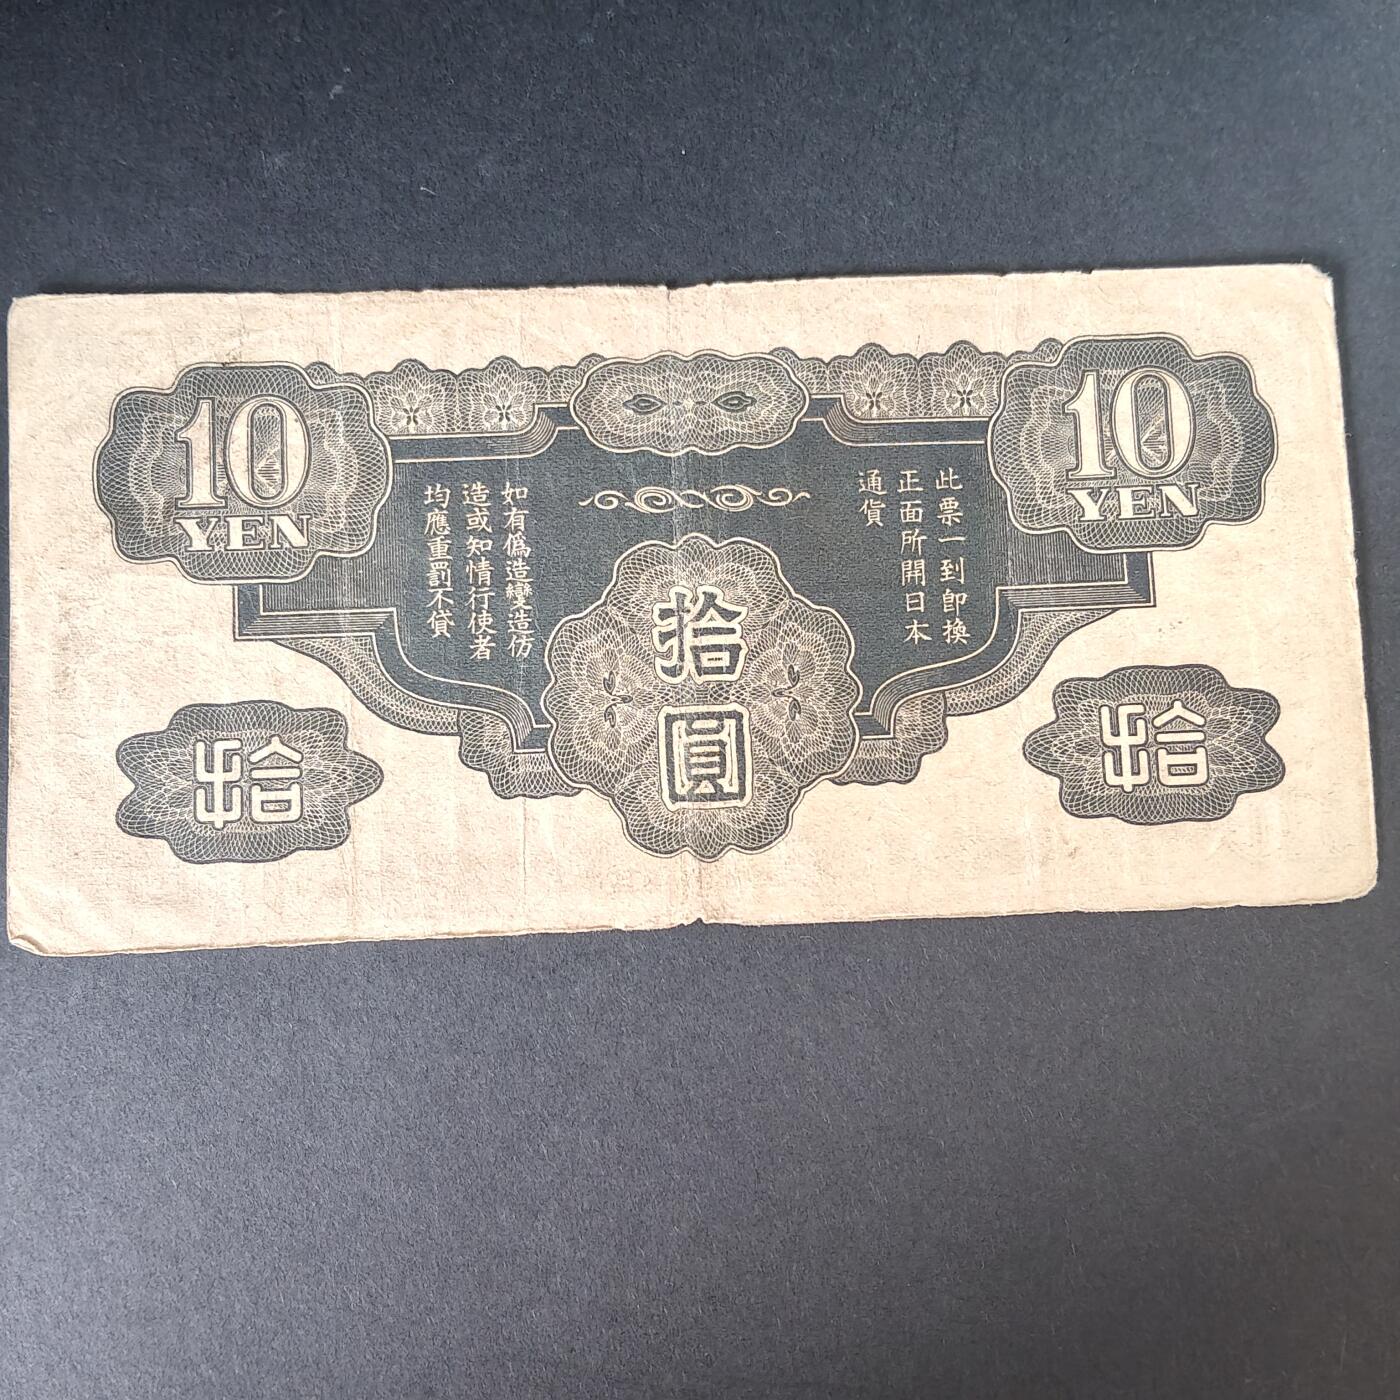 10
YEN
10
YEN
此票一到卽換
正面所開日本
通貨
如有僞造變造仿
造或知情行使者
均應重罰不貸
拾
圓
拾
拾